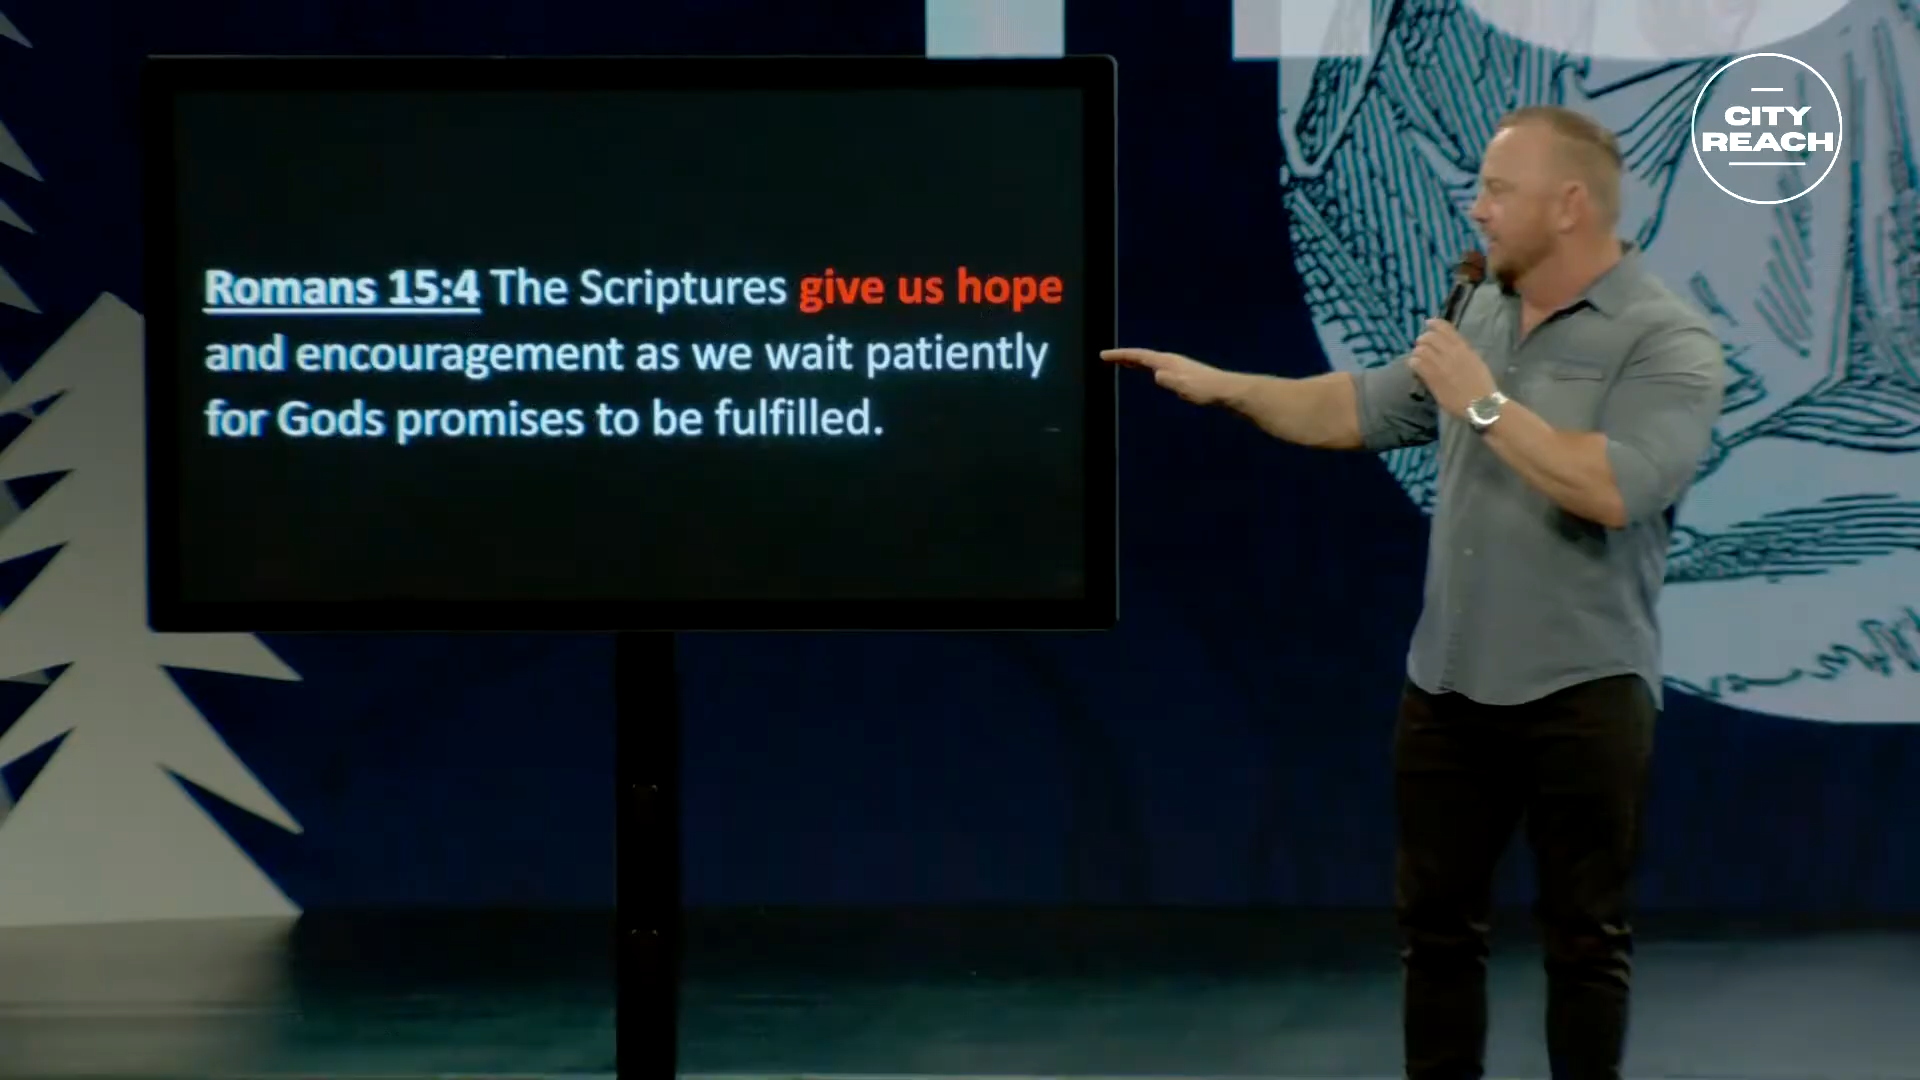 Romans 15:4 The Scriptures give us hope
and encouragement as we wait patiently
for Gods promises to be fulfilled.
CITY
REACH